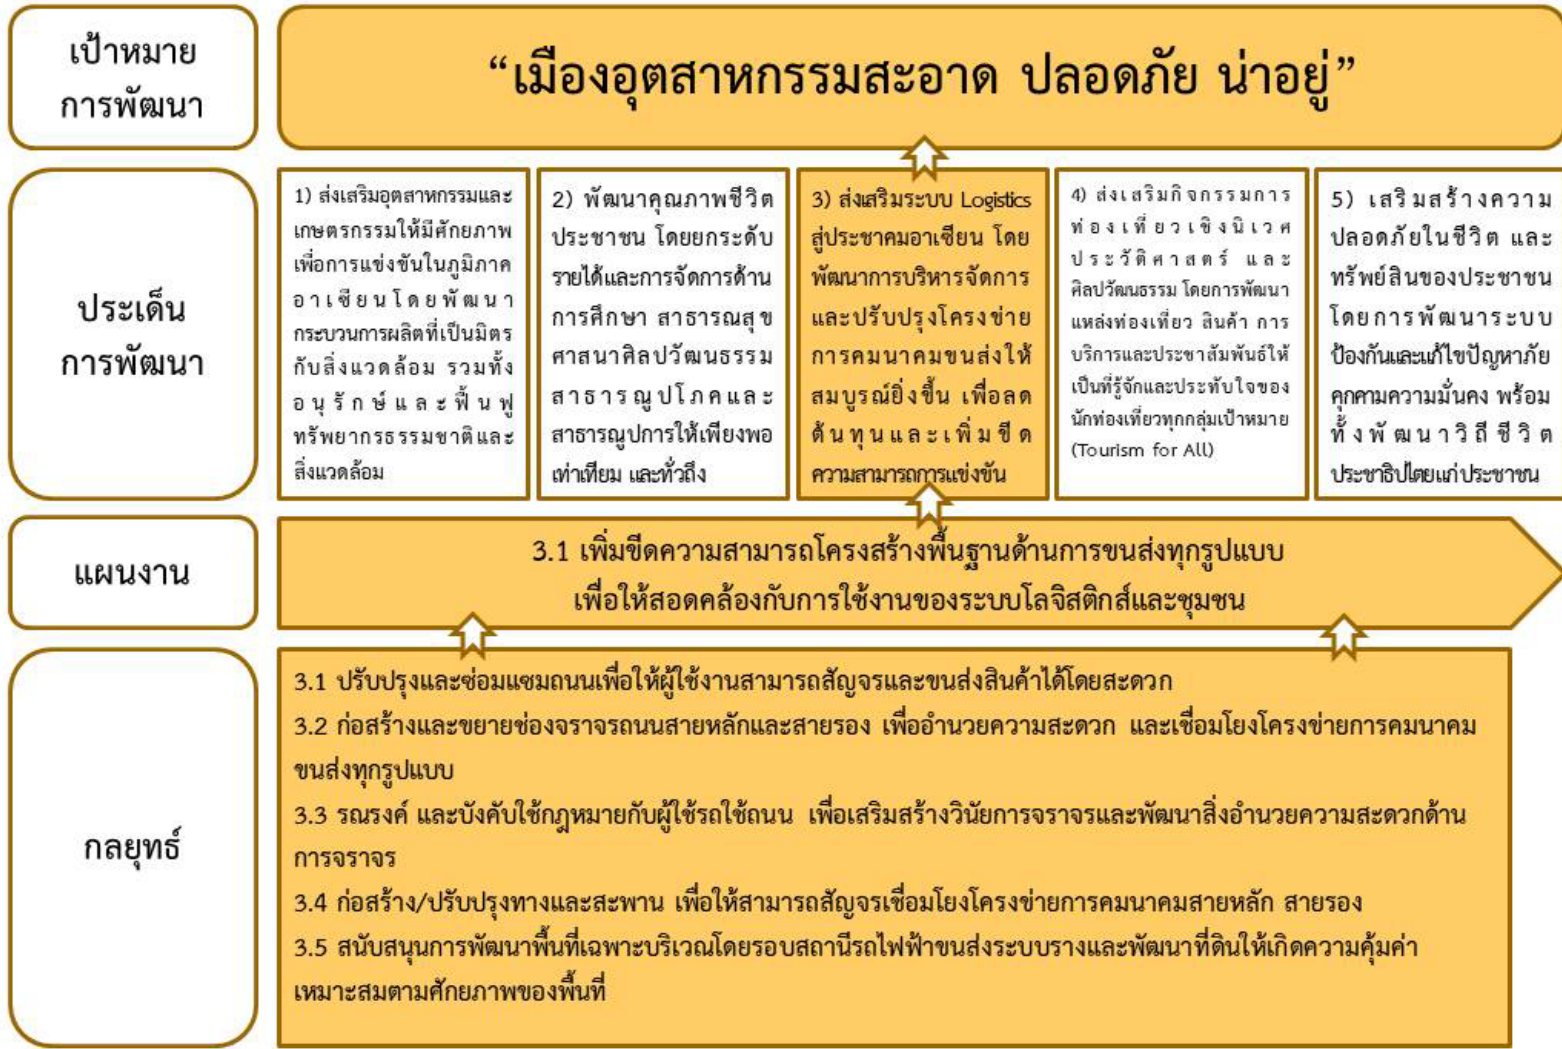 เป้าหมาย
การพัฒนา
“เมืองอุตสาหกรรมสะอาด ปลอดภัย น่าอยู่”
ประเด็น
การพัฒนา
1) ส่งเสริมอุตสาหกรรมและ
เกษตรกรรมให้มีศักยภาพ
เพื่อการแข่งขันในภูมิภาค
อาเซียนโดยพัฒนา
กระบวนการผลิตที่เป็นมิตร
กับสิ่งแวดล้อม รวมทั้ง
อนุรักษ์และฟื้นฟู
ทรัพยากรธรรมชาติและ
สิ่งแวดล้อม
2) พัฒนาคุณภาพชีวิต
ประชาชน โดยยกระดับ
รายได้และการจัดการด้าน
การศึกษา สาธารณสุข
ศาสนาศิลปวัฒนธรรม
สาธารณูปโภคและ
สาธารณูปการให้เพียงพอ
เท่าเทียม และทั่วถึง
3) ส่งเสริมระบบ Logistics
สู่ประชาคมอาเซียน โดย
พัฒนาการบริหารจัดการ
และปรับปรุงโครงข่าย
การคมนาคมขนส่งให้
สมบูรณ์ยิ่งขึ้น เพื่อลด
ต้นทุนและเพิ่มขีด
ความสามารถการแข่งขัน
4) ส่งเสริมกิจกรรมการ
ท่องเที่ยวเชิงนิเวศ
ประวัติศาสตร์ และ
ศิลปวัฒนธรรม โดยการพัฒนา
แหล่งท่องเที่ยว สินค้า การ
บริการและประชาสัมพันธ์ให้
เป็นที่รู้จักและประทับใจของ
นักท่องเที่ยวทุกกลุ่มเป้าหมาย
(Tourism for All)
5) เสริมสร้างความ
ปลอดภัยในชีวิต และ
ทรัพย์สินของประชาชน
โดยการพัฒนาระบบ
ป้องกันและแก้ไขปัญหาภัย
คุกคามความมั่นคง พร้อม
ทั้งพัฒนาวิถีชีวิต
ประชาธิปไตยแก่ประชาชน
แผนงาน
3.1 เพิ่มขีดความสามารถโครงสร้างพื้นฐานด้านการขนส่งทุกรูปแบบ
เพื่อให้สอดคล้องกับการใช้งานของระบบโลจิสติกส์และชุมชน
กลยุทธ์
3.1 ปรับปรุงและซ่อมแซมถนนเพื่อให้ผู้ใช้งานสามารถสัญจรและขนส่งสินค้าได้โดยสะดวก
3.2 ก่อสร้างและขยายช่องจราจรถนนสายหลักและสายรอง เพื่ออำนวยความสะดวก และเชื่อมโยงโครงข่ายการคมนาคม
ขนส่งทุกรูปแบบ
3.3 รณรงค์ และบังคับใช้กฎหมายกับผู้ใช้รถใช้ถนน เพื่อเสริมสร้างวินัยการจราจรและพัฒนาสิ่งอำนวยความสะดวกด้าน
การจราจร
3.4 ก่อสร้าง/ปรับปรุงทางและสะพาน เพื่อให้สามารถสัญจรเชื่อมโยงโครงข่ายการคมนาคมสายหลัก สายรอง
3.5 สนับสนุนการพัฒนาพื้นที่เฉพาะบริเวณโดยรอบสถานีรถไฟฟ้าขนส่งระบบรางและพัฒนาที่ดินให้เกิดความคุ้มค่า
เหมาะสมตามศักยภาพของพื้นที่